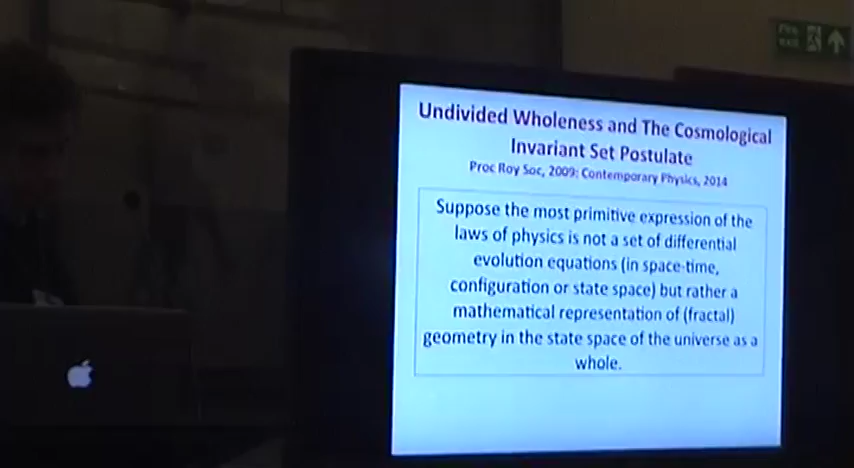 Undivided Wholeness and The Cosmological
Invariant Set Postulate
Proc Roy Soc, 2009; Contemporary Physics, 2014
Suppose the most primitive expression of the
laws of physics is not a set of differential
evolution equations (in space-time,
configuration or state space) but rather a
mathematical representation of (fractal)
geometry in the state space of the universe as a
whole.